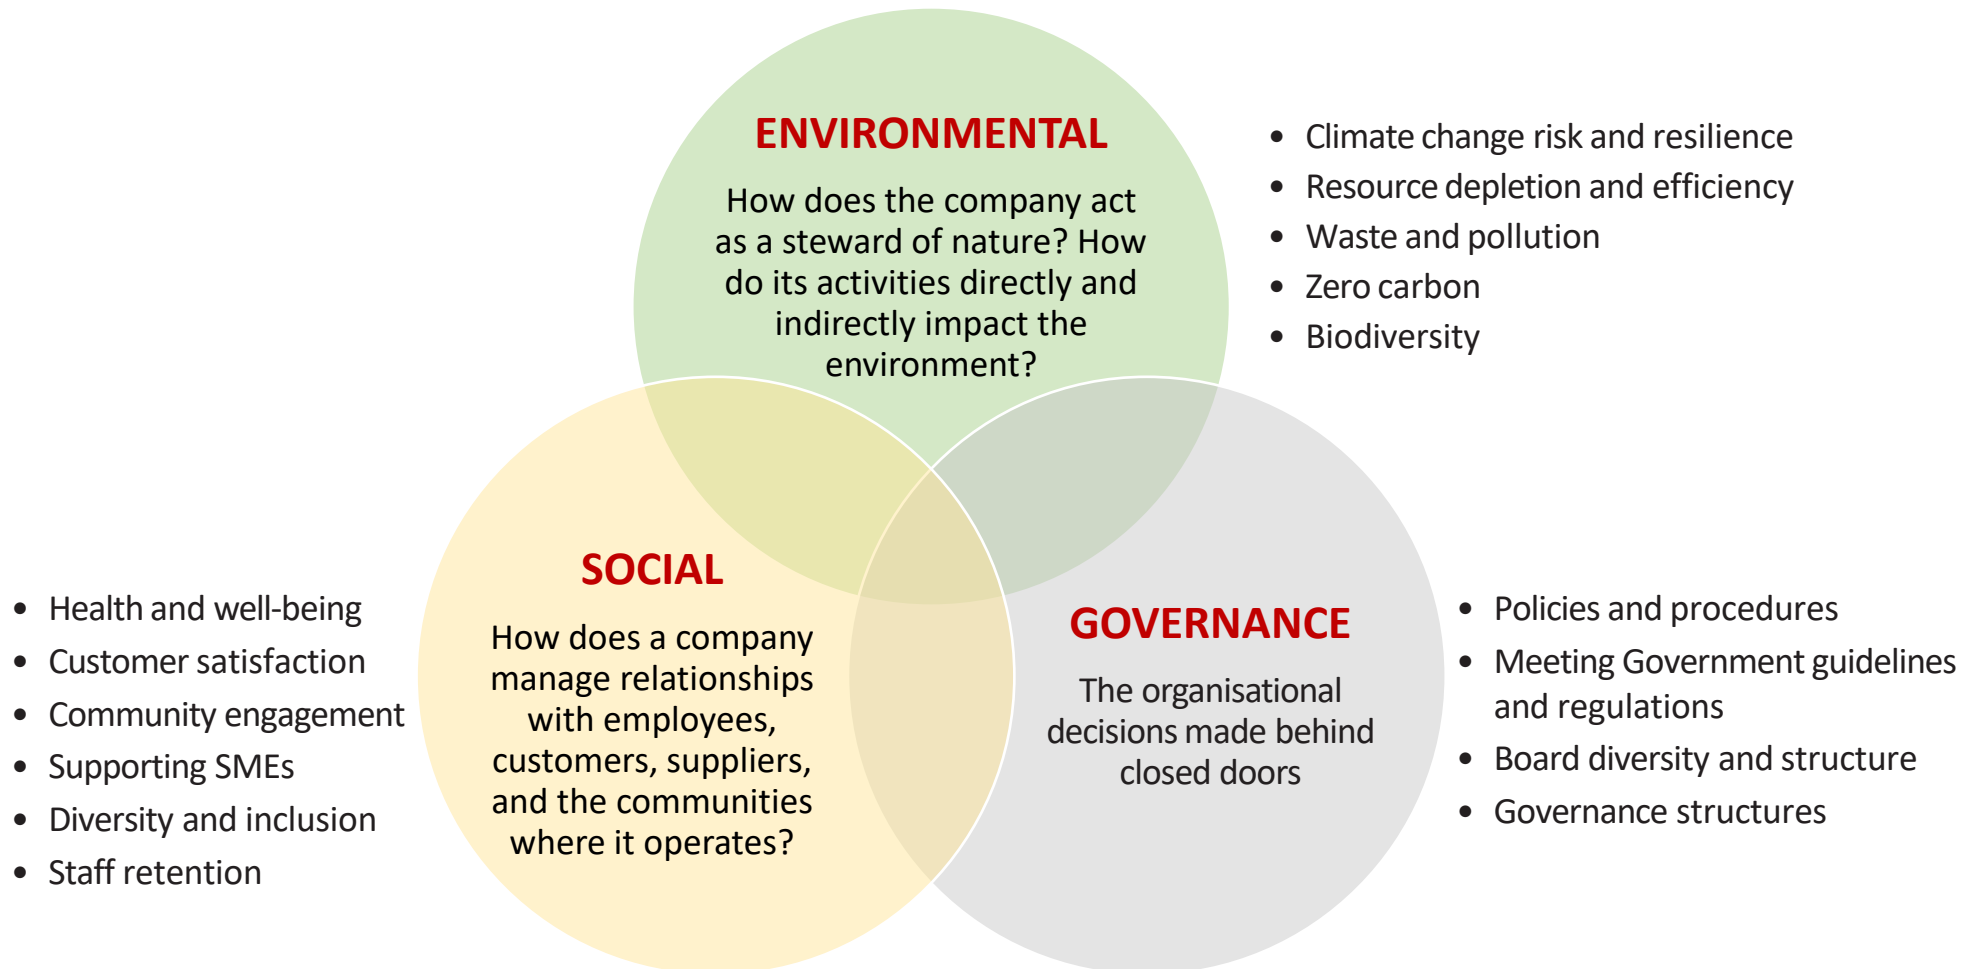 ENVIRONMENTAL
How does the company act
as a steward of nature? How
do its activities directly and
indirectly impact the
environment?
• Climate change risk and resilience
• Resource depletion and efficiency
• Waste and pollution
• Zero carbon
• Biodiversity
SOCIAL
How does a company
manage relationships
with employees,
customers, suppliers,
and the communities
where it operates?
• Health and well-being
• Customer satisfaction
• Community engagement
• Supporting SMEs
• Diversity and inclusion
• Staff retention
GOVERNANCE
The organisational
decisions made behind
closed doors
• Policies and procedures
• Meeting Government guidelines
and regulations
• Board diversity and structure
• Governance structures